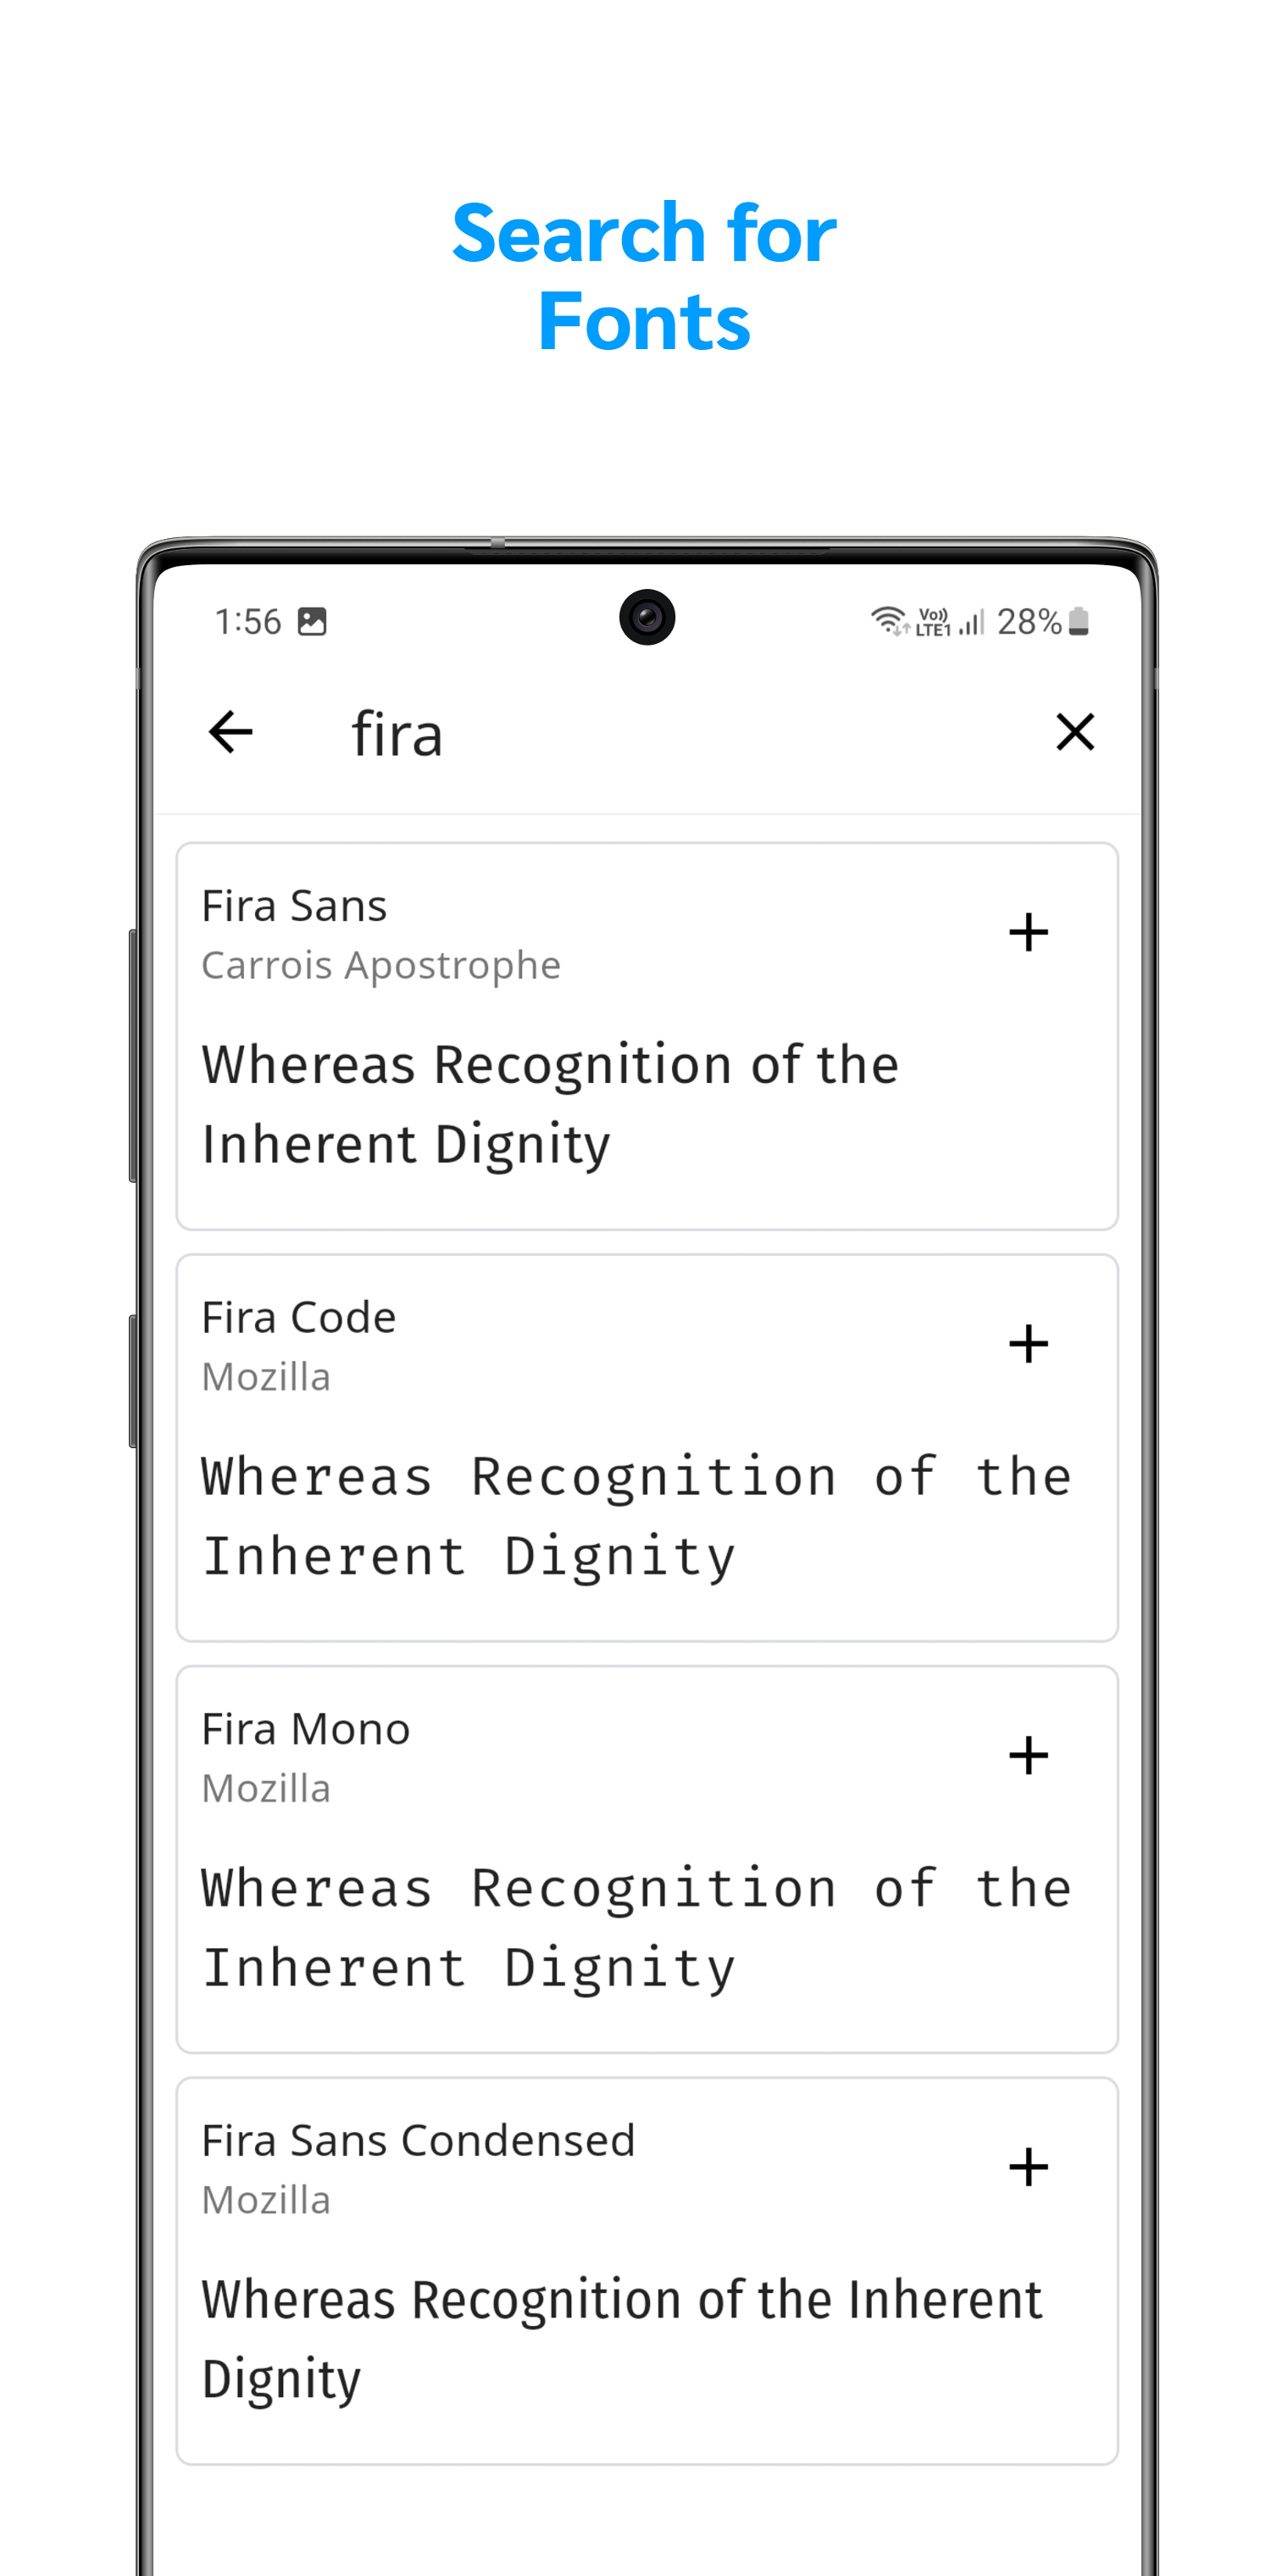 Search for
Fonts
1:56
Vo))
LTE1
28%
fira
Fira Sans
Carrois Apostrophe
Whereas Recognition of the
Inherent Dignity
Fira Code
Mozilla
Whereas Recognition of the
Inherent Dignity
Fira Mono
Mozilla
Whereas Recognition of the
Inherent Dignity
Fira Sans Condensed
Mozilla
Whereas Recognition of the Inherent
Dignity